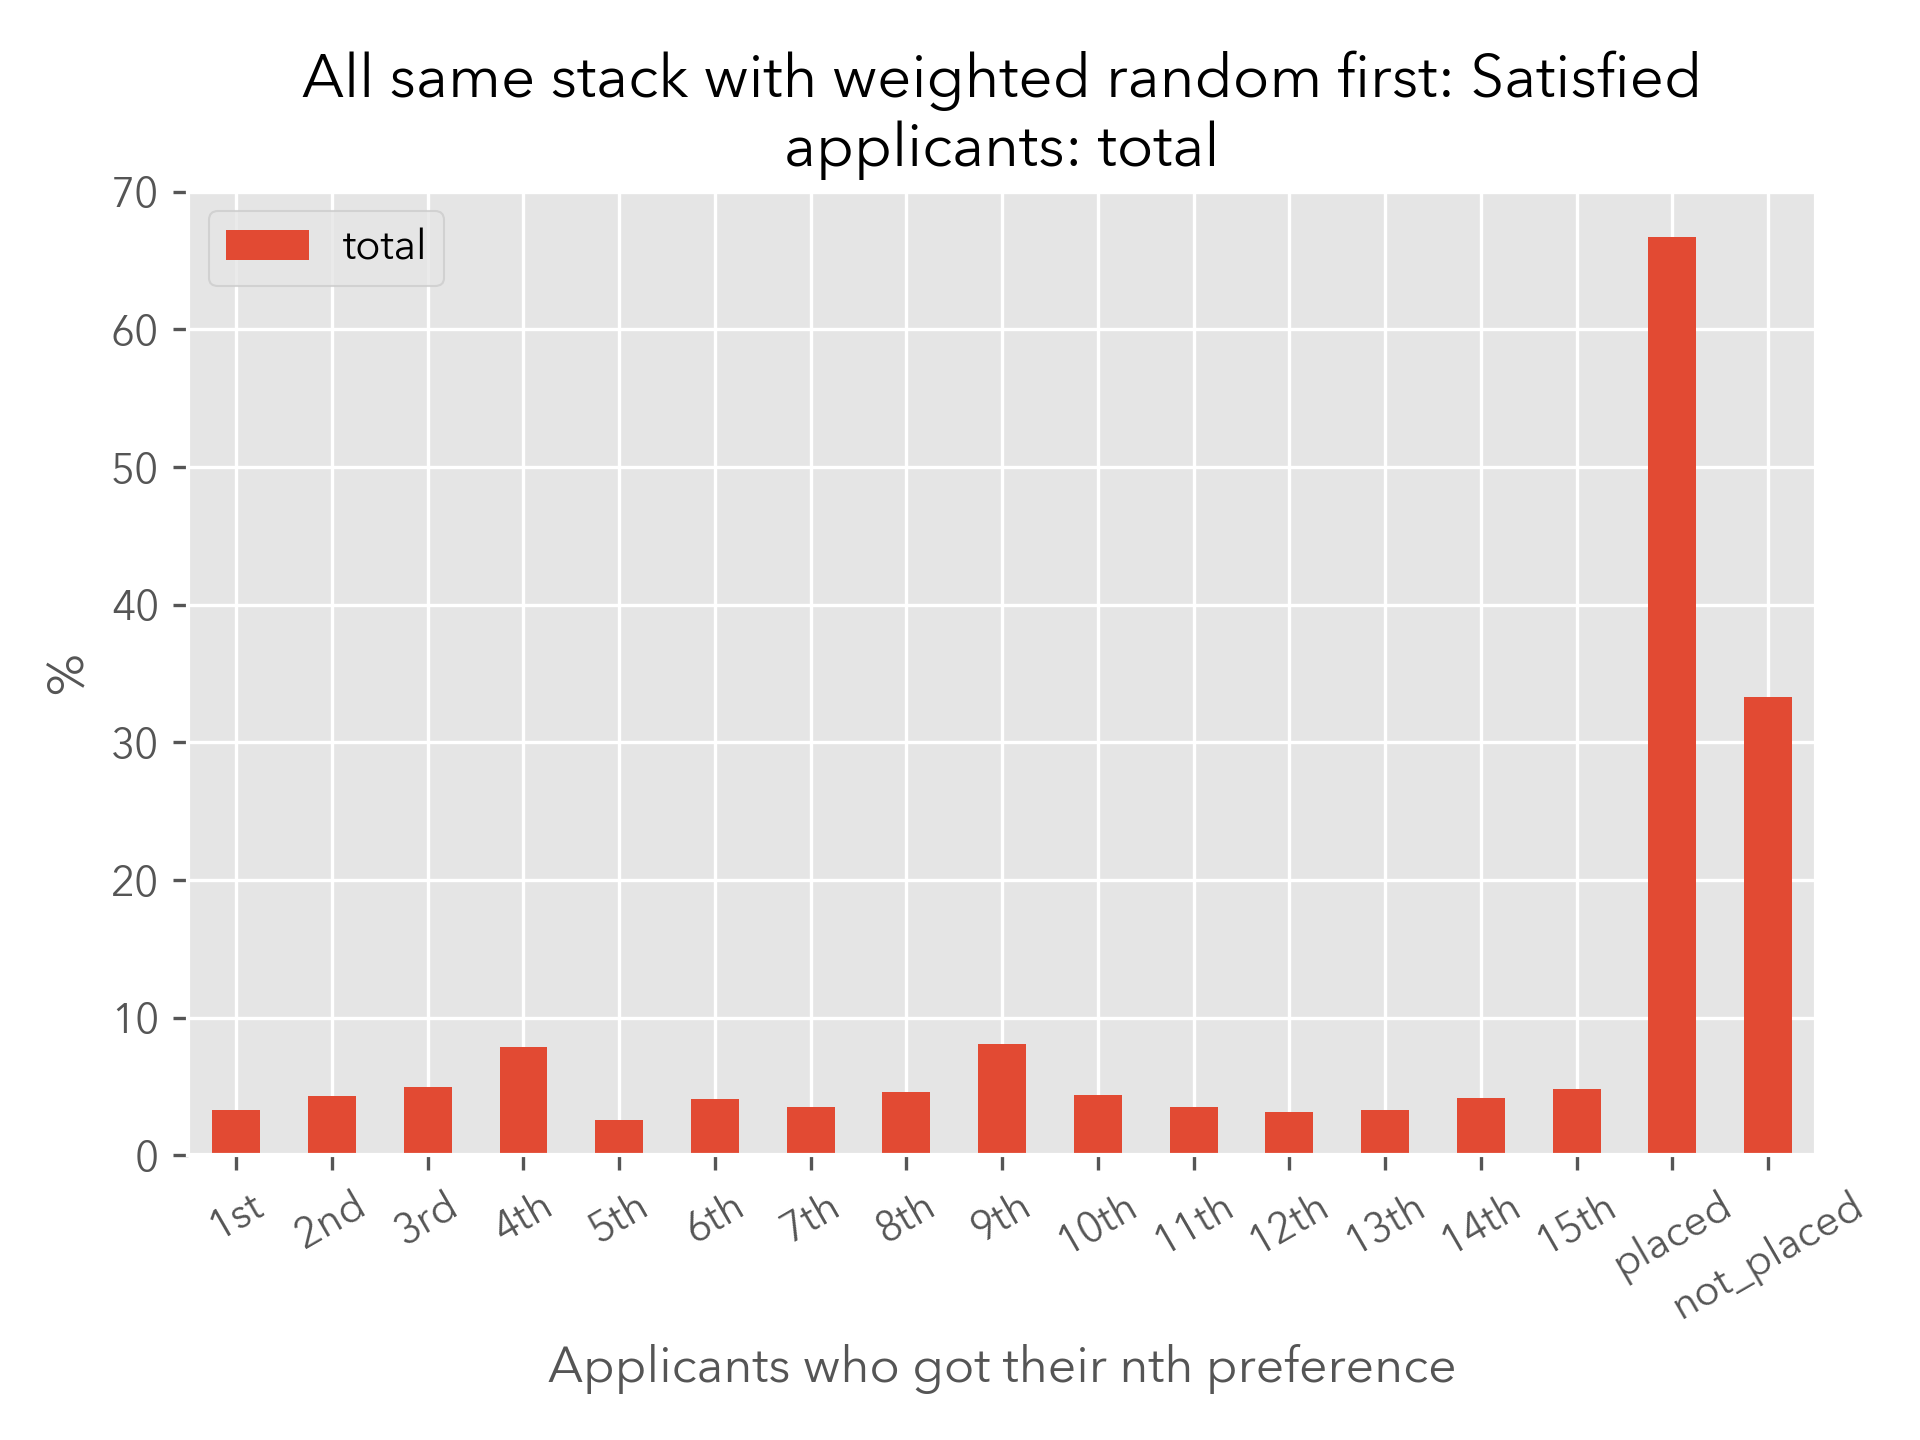 All same stack with weighted random first: Satisfied
applicants: total
total
70
60
50
40
30
20
10
0
%
1st 2nd 3rd 4th 5th 6th 7th 8th 9th 10th 11th 12th 13th 14th 15th placed not_placed
Applicants who got their nth preference